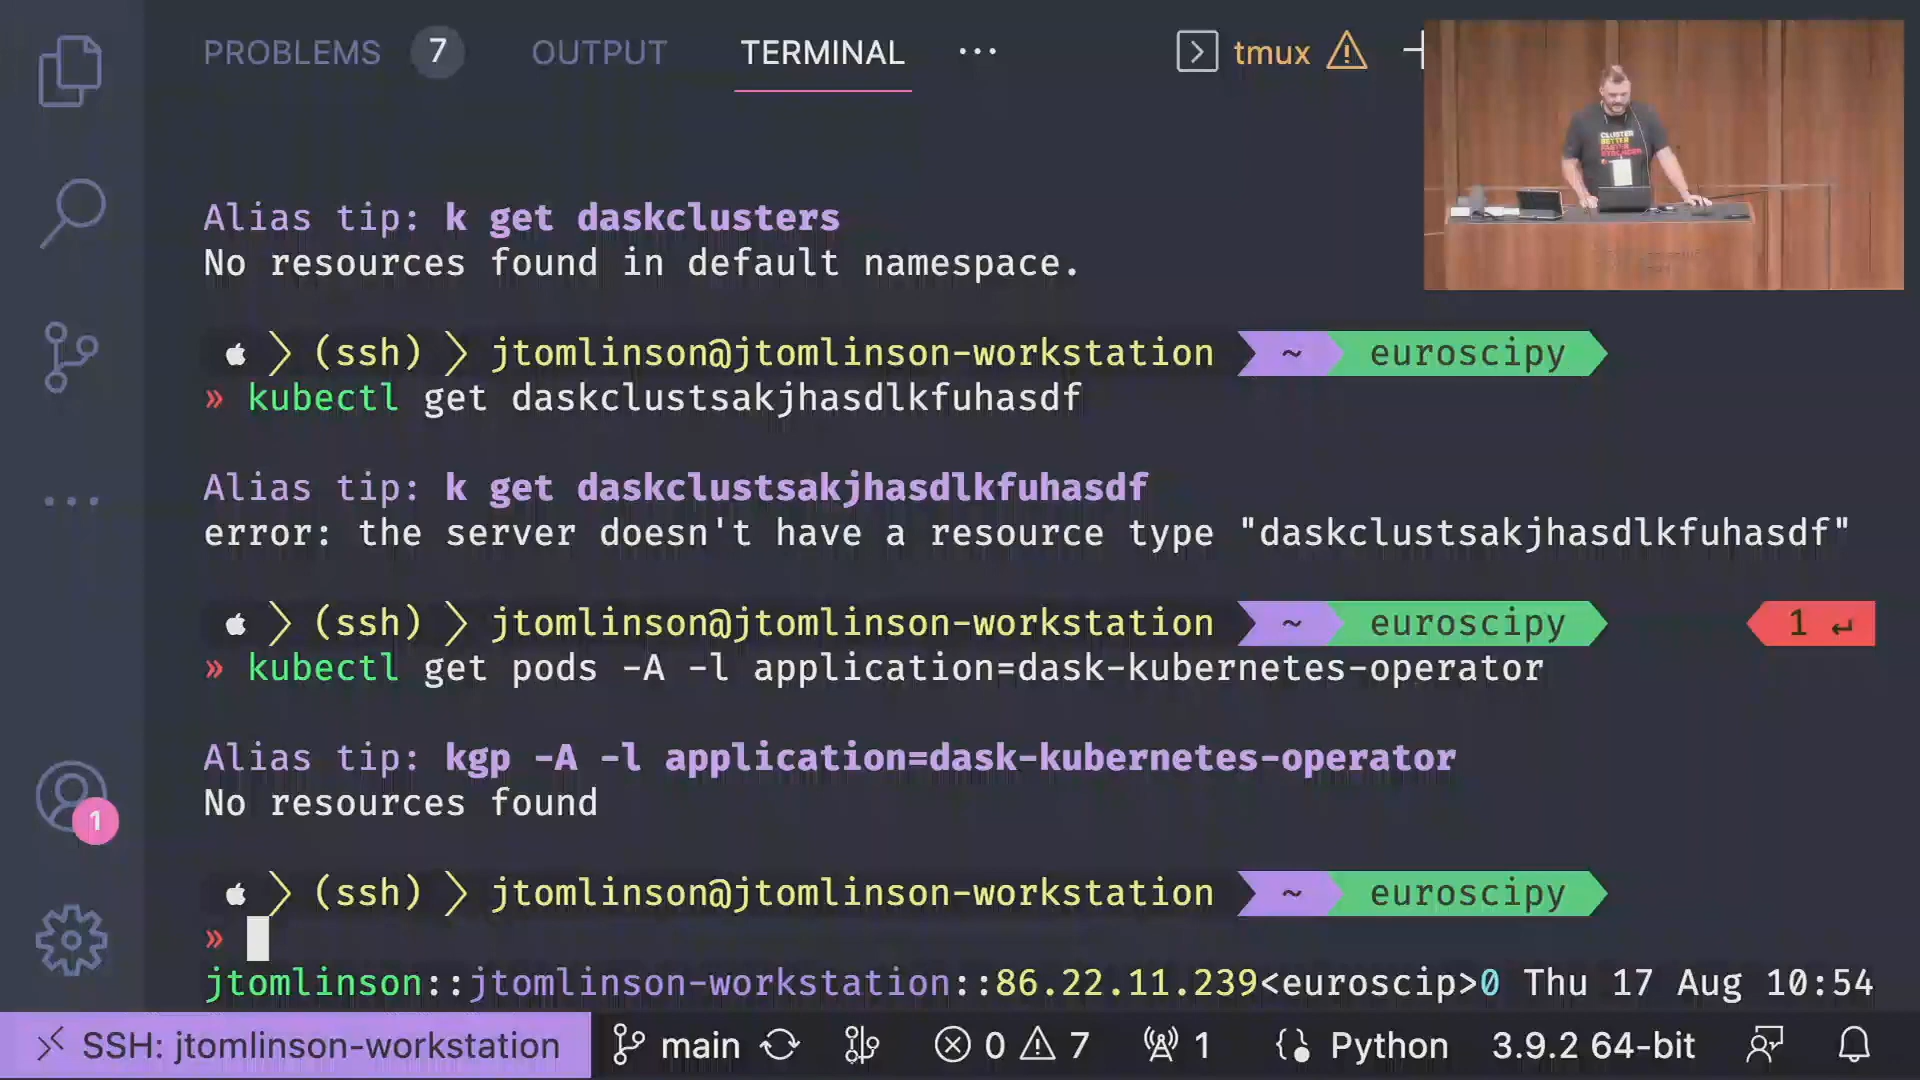 PROBLEMS 7 OUTPUT TERMINAL ··· tmux
Alias tip: k get daskclusters
No resources found in default namespace.
(ssh) jtomlinson@jtomlinson-workstation ~ euroscipy
» kubectl get daskclustsakjhasdlkfuhasdf
Alias tip: k get daskclustsakjhasdlkfuhasdf
error: the server doesn't have a resource type "daskclustsakjhasdlkfuhasdf"
(ssh) jtomlinson@jtomlinson-workstation ~ euroscipy 1 ↵
» kubectl get pods -A -l application=dask-kubernetes-operator
Alias tip: kgp -A -l application=dask-kubernetes-operator
No resources found
(ssh) jtomlinson@jtomlinson-workstation ~ euroscipy
»
jtomlinson::jtomlinson-workstation::86.22.11.239<euroscip>0 Thu 17 Aug 10:54
1
SSH: jtomlinson-workstation main 0 7 1 Python 3.9.2 64-bit
CLUSTER
BETTER
FASTER